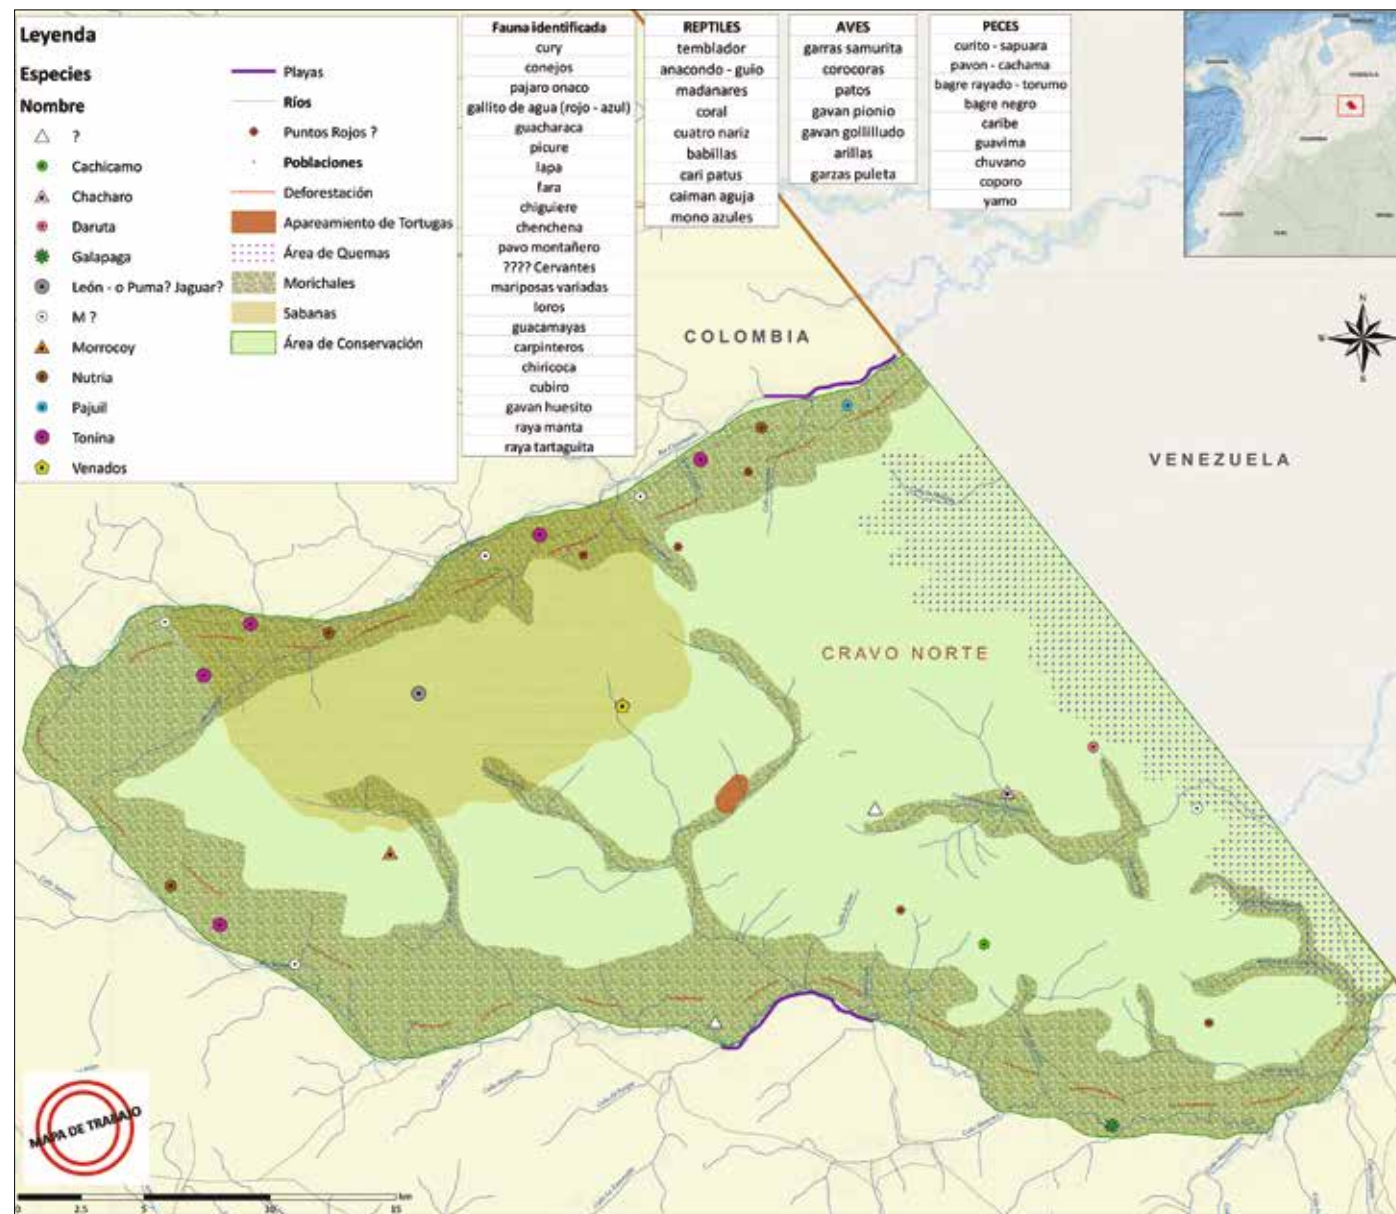 Leyenda
Especies
Nombre
?
Cachicamo
Chacharo
Daruta
Galapaga
León - o Puma? Jaguar?
M ?
Morrocoy
Nutria
Pajuil
Tonina
Venados
Playas
Ríos
Puntos Rojos ?
Poblaciones
Deforestación
Apareamiento de Tortugas
Área de Quemas
Morichales
Sabanas
Área de Conservación
Fauna identificada
cury
conejos
pajaro onaco
gallito de agua (rojo - azul)
guacharaca
picure
lapa
fara
chiguiere
chenchena
pavo montañero
???? Cervantes
mariposas variadas
loros
guacamayas
carpinteros
chiricoca
cubiro
gavan huesito
raya manta
raya tartaguita
REPTILES
temblador
anacondo - guio
madanares
coral
cuatro nariz
babillas
cari patus
caiman aguja
mono azules
AVES
garras samurita
corocoras
patos
gavan pionio
gavan gollilludo
arillas
garzas puleta
PECES
curito - sapuara
pavon - cachama
bagre rayado - torumo
bagre negro
caribe
guavima
chuvano
coporo
yamo
COLOMBIA
VENEZUELA
CRAVO NORTE
N
S
MAPA DE TRABAJO
0 2.5 5 10 15 km